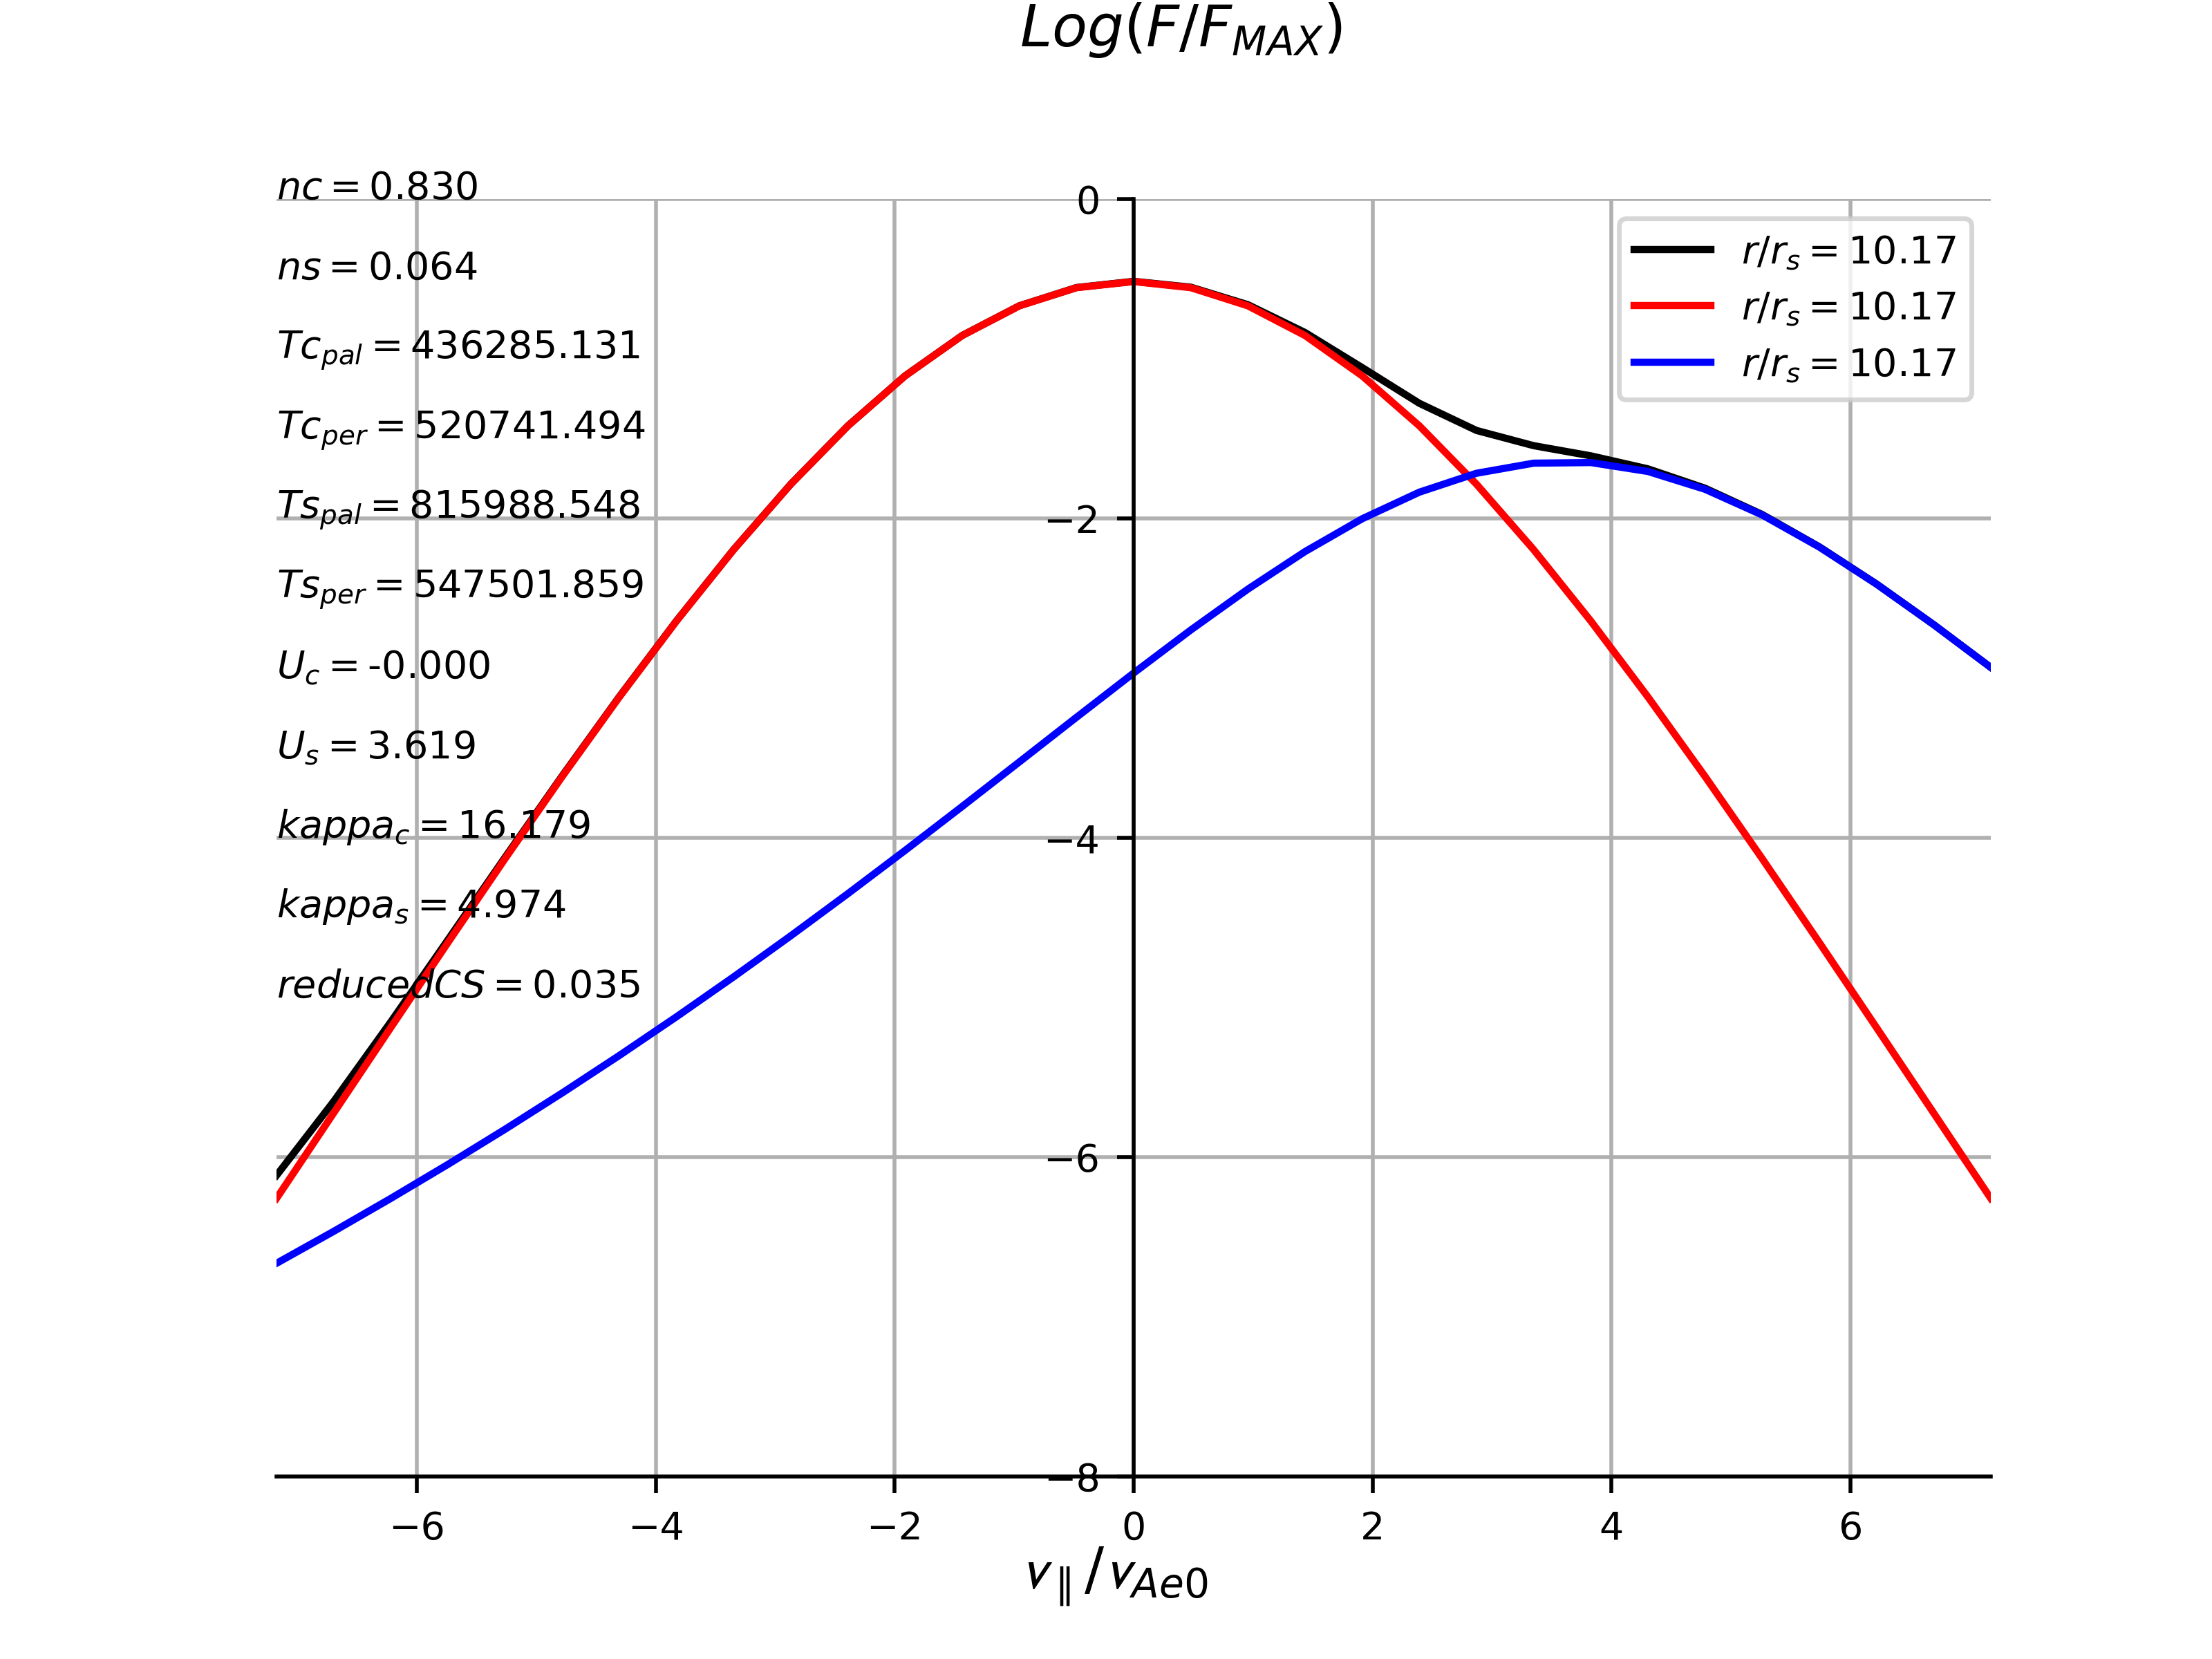 Log(F/F_MAX)
nc = 0.830
ns = 0.064
Tc_pal = 436285.131
Tc_per = 520741.494
Ts_pal = 815988.548
Ts_per = 547501.859
U_c = -0.000
U_s = 3.619
kappa_c = 16.179
kappa_s = 4.974
reducedCS = 0.035
0
−2
−4
−6
−8
r/r_s = 10.17
r/r_s = 10.17
r/r_s = 10.17
−6 −4 −2 0 2 4 6
v_∥/v_Ae0